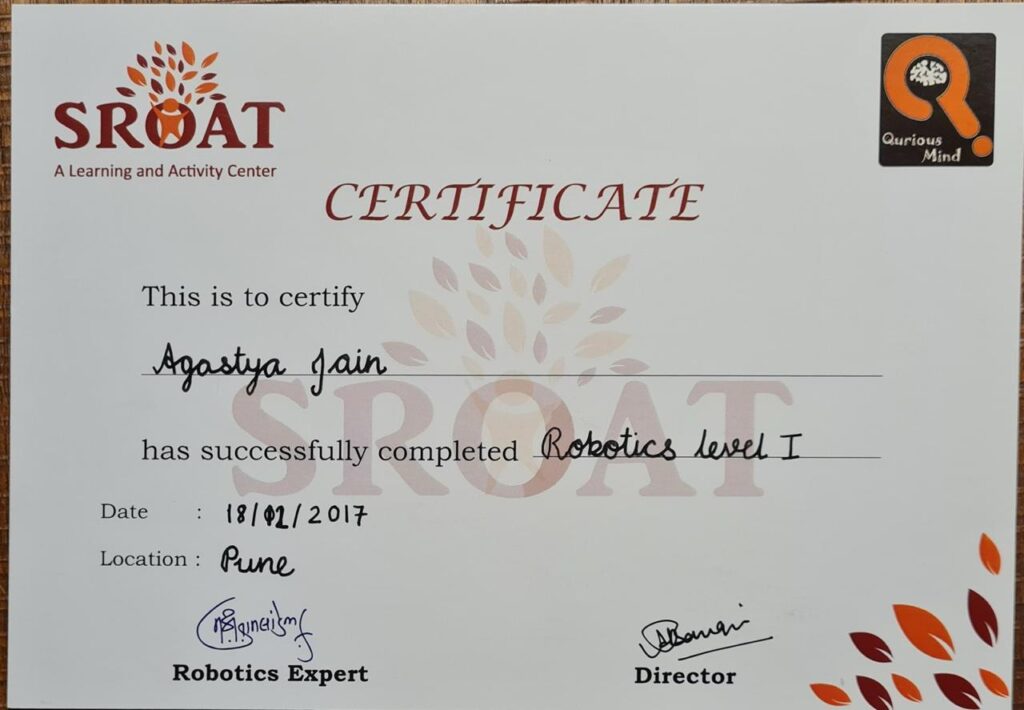 SROAT
A Learning and Activity Center
Qurious
Mind
CERTIFICATE
This is to certify
Agastya Jain
SROAT
has successfully completed Robotics level I
Date : 18/02/2017
Location : Pune
Robotics Expert
Director